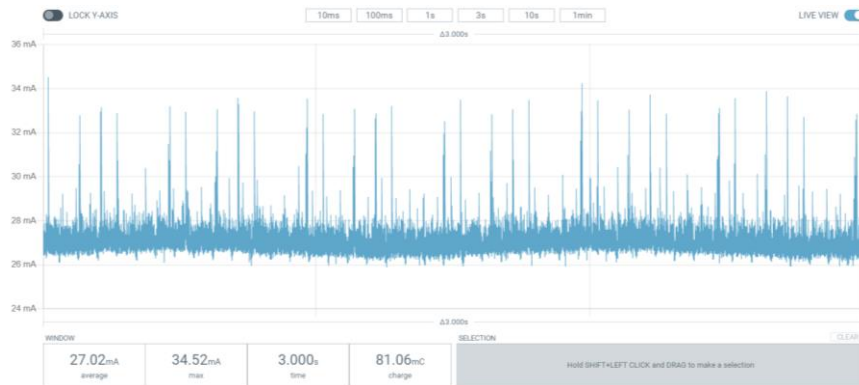 LOCK Y-AXIS 10ms 100ms 1s 3s 10s 1min LIVE VIEW
Δ3.000s
36 mA
34 mA
32 mA
30 mA
28 mA
26 mA
24 mA
Δ3.000s
WINDOW SELECTION CLEAR
27.02mA 34.52mA 3.000s 81.06mC
average max time charge
Hold SHIFT+LEFT CLICK and DRAG to make a selection